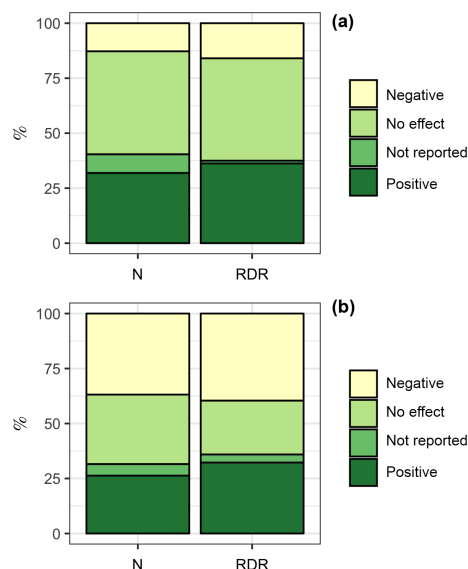 (a)
100
75
50
25
0
%
N
RDR
Negative
No effect
Not reported
Positive
(b)
100
75
50
25
0
%
N
RDR
Negative
No effect
Not reported
Positive